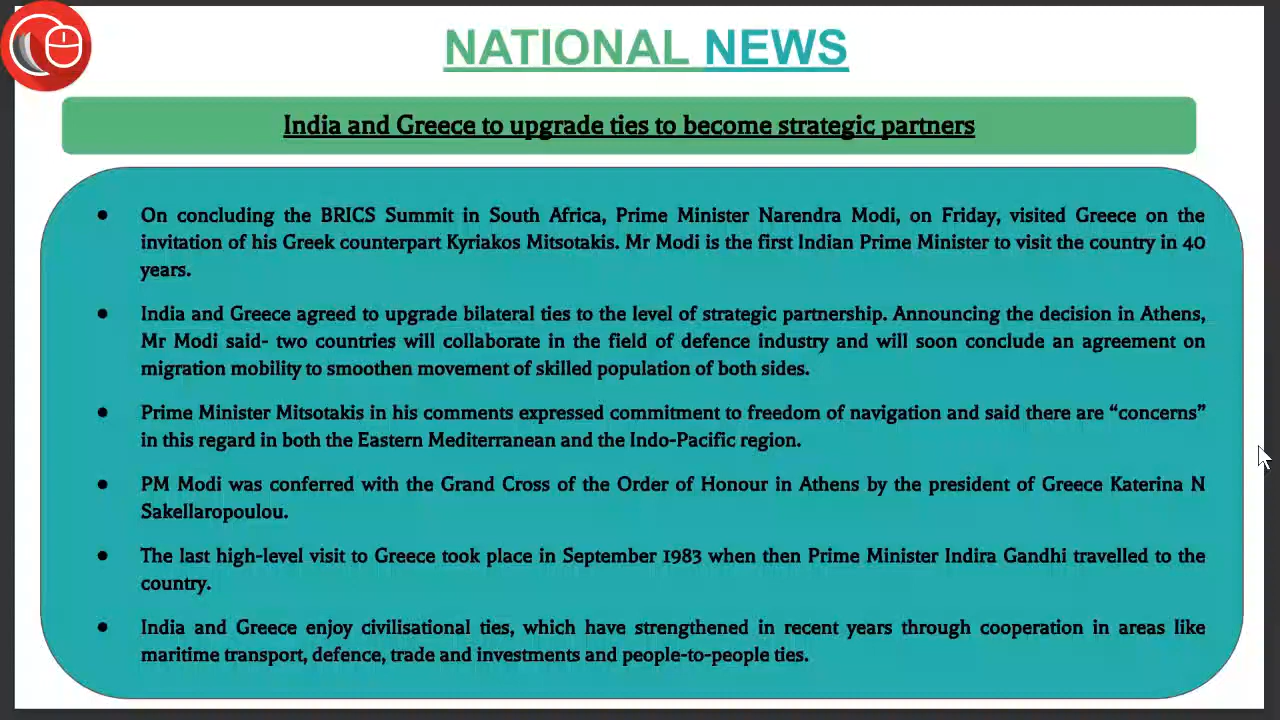 NATIONAL NEWS
India and Greece to upgrade ties to become strategic partners
● On concluding the BRICS Summit in South Africa, Prime Minister Narendra Modi, on Friday, visited Greece on the
invitation of his Greek counterpart Kyriakos Mitsotakis. Mr Modi is the first Indian Prime Minister to visit the country in 40
years.
● India and Greece agreed to upgrade bilateral ties to the level of strategic partnership. Announcing the decision in Athens,
Mr Modi said- two countries will collaborate in the field of defence industry and will soon conclude an agreement on
migration mobility to smoothen movement of skilled population of both sides.
● Prime Minister Mitsotakis in his comments expressed commitment to freedom of navigation and said there are “concerns”
in this regard in both the Eastern Mediterranean and the Indo-Pacific region.
● PM Modi was conferred with the Grand Cross of the Order of Honour in Athens by the president of Greece Katerina N
Sakellaropoulou.
● The last high-level visit to Greece took place in September 1983 when then Prime Minister Indira Gandhi travelled to the
country.
● India and Greece enjoy civilisational ties, which have strengthened in recent years through cooperation in areas like
maritime transport, defence, trade and investments and people-to-people ties.